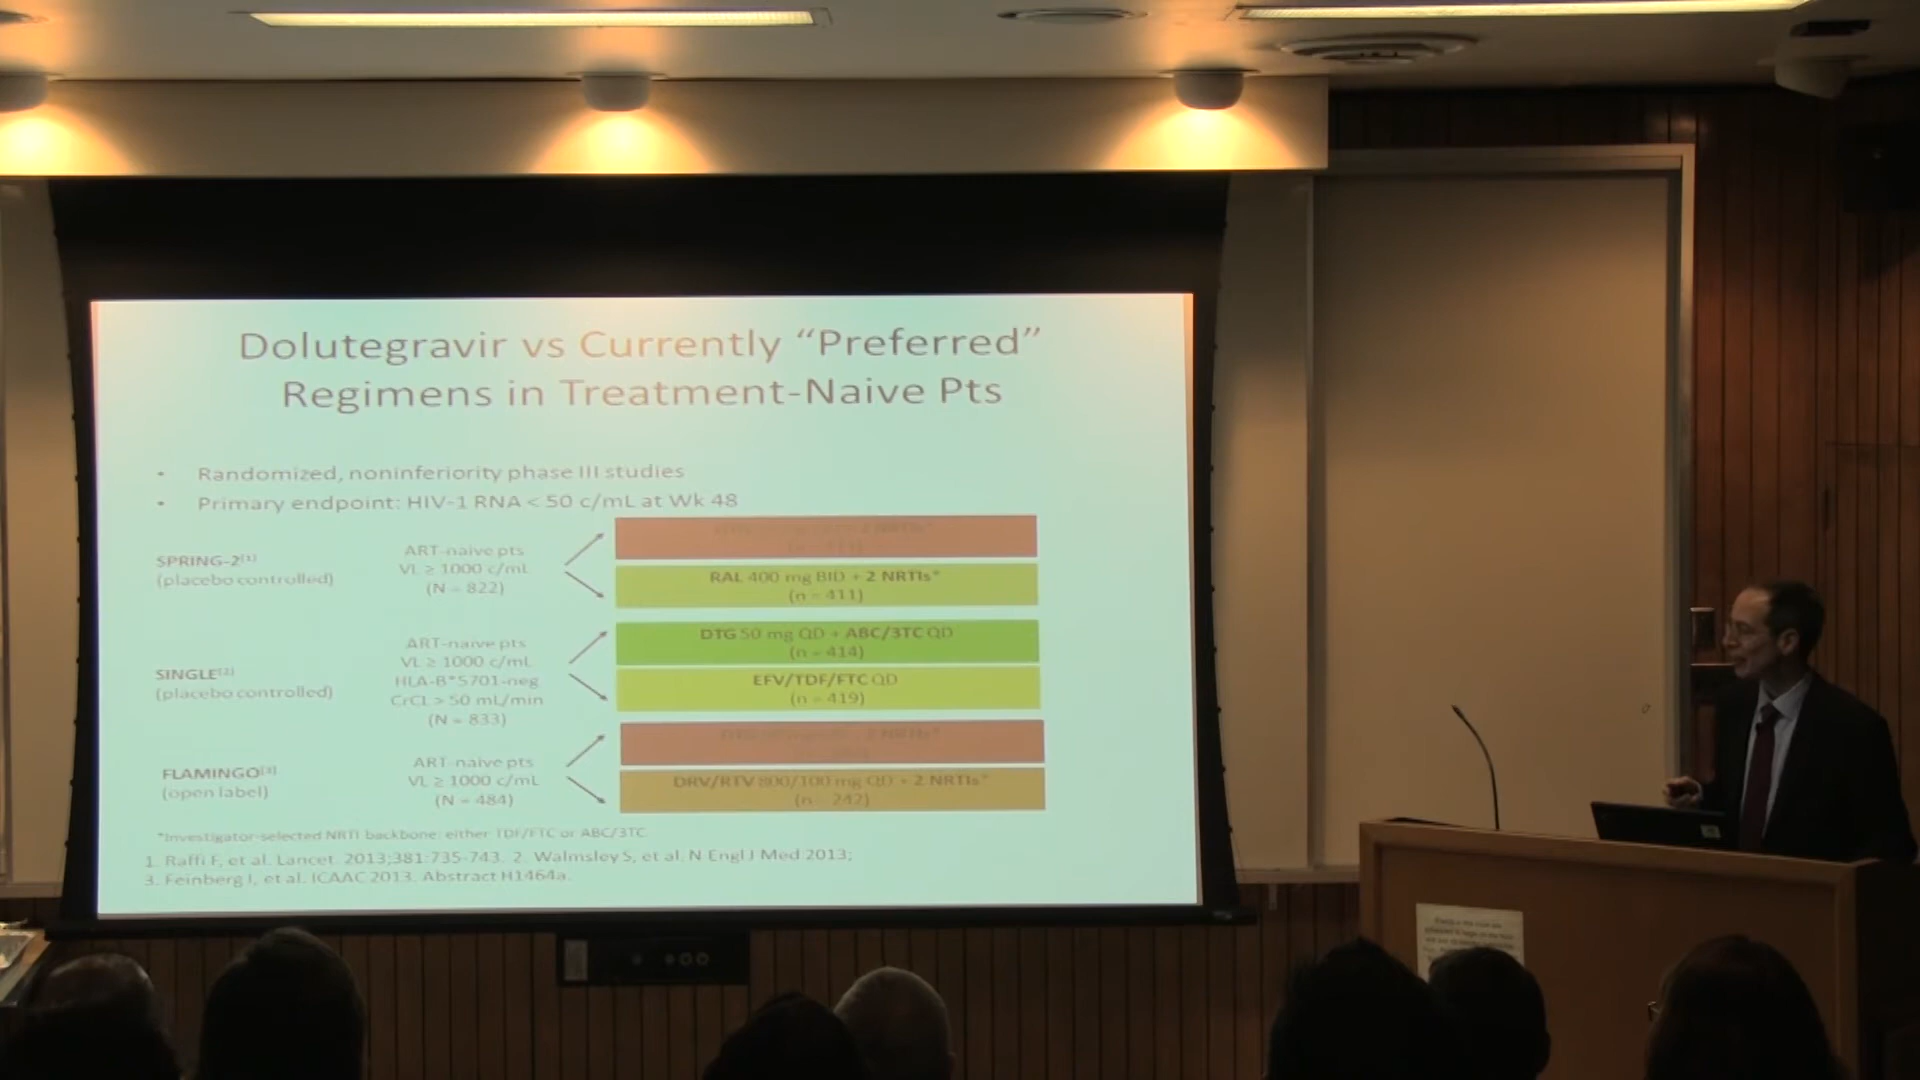 Dolutegravir vs Currently “Preferred”
Regimens in Treatment-Naive Pts
• Randomized, noninferiority phase III studies
• Primary endpoint: HIV-1 RNA < 50 c/mL at Wk 48
SPRING-2[1]
(placebo controlled)
ART-naive pts
VL ≥ 1000 c/mL
(N = 822)
2 NRTIs*
RAL 400 mg BID + 2 NRTIs*
(n = 411)
SINGLE[2]
(placebo controlled)
ART-naive pts
VL ≥ 1000 c/mL
HLA-B*5701-neg
CrCL > 50 mL/min
(N = 833)
DTG 50 mg QD + ABC/3TC QD
(n = 414)
EFV/TDF/FTC QD
(n = 419)
FLAMINGO[3]
(open label)
ART-naive pts
VL ≥ 1000 c/mL
(N = 484)
2 NRTIs*
DRV/RTV 800/100 mg QD + 2 NRTIs*
(n = 242)
*Investigator-selected NRTI backbone: either TDF/FTC or ABC/3TC.
1. Raffi F, et al. Lancet. 2013;381:735-743. 2. Walmsley S, et al. N Engl J Med 2013;
3. Feinberg J, et al. ICAAC 2013. Abstract H1464a.